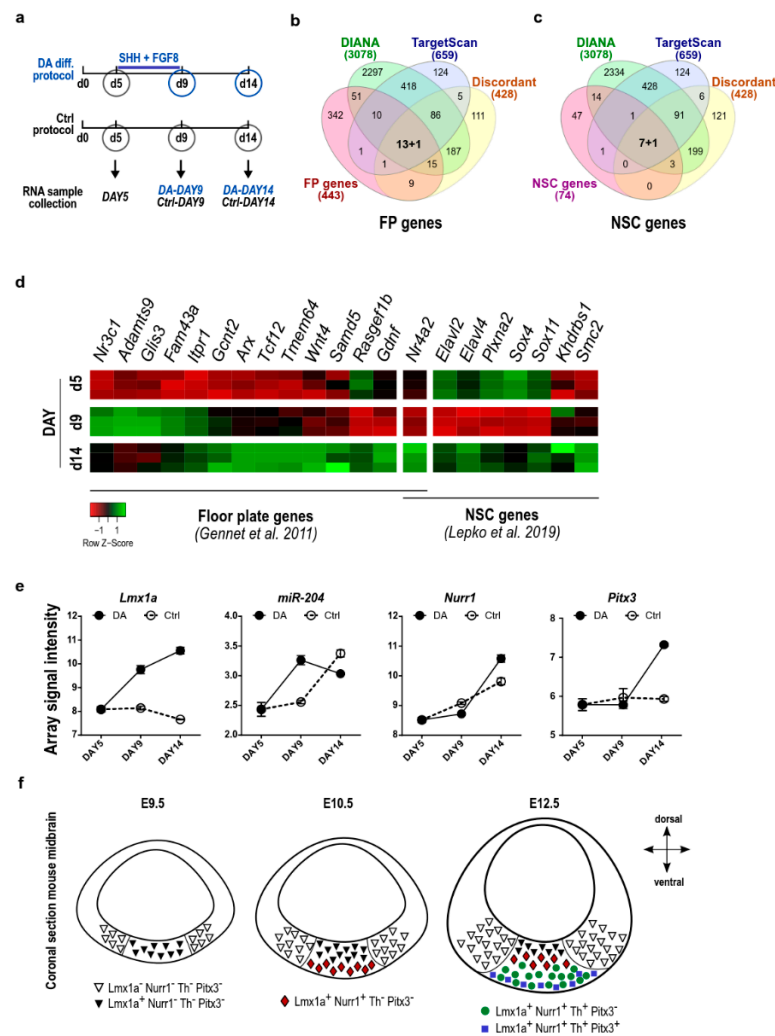 a
DA diff.
protocol
SHH + FGF8
d0 d5 d9 d14
Ctrl
protocol
d0 d5 d9 d14
RNA sample
collection
DAY5
DA-DAY9
Ctrl-DAY9
DA-DAY14
Ctrl-DAY14
b
DIANA
(3078)
TargetScan
(659)
Discordant
(428)
2297
124
51
418
5
342
10
86
111
13+1
187
1
1
15
9
FP genes
(443)
FP genes
c
DIANA
(3078)
TargetScan
(659)
Discordant
(428)
2334
124
14
428
6
47
1
91
121
7+1
199
1
0
3
0
NSC genes
(74)
NSC genes
d
Nr3c1 Adamts9 Glis3 Fam43a Itpr1 Gcnt2 Arx Tcf12 Tmem64 Wnt4 Samd5 Rasgef1b Gdnf Nr4a2 Elavl2 Elavl4 Plxna2 Sox4 Sox11 Khdrbs1 Smc2
DAY
d5
d9
d14
−1 1
Row Z−Score
Floor plate genes
(Gennet et al. 2011)
NSC genes
(Lepko et al. 2019)
e
Array signal intensity
Lmx1a
DA Ctrl
12
11
10
9
8
7
DAY5 DAY9 DAY14
miR-204
DA Ctrl
4.0
3.5
3.0
2.5
2.0
DAY5 DAY9 DAY14
Nurr1
DA Ctrl
12
11
10
9
8
DAY5 DAY9 DAY14
Pitx3
DA Ctrl
8
7
6
5
DAY5 DAY9 DAY14
f
Coronal section mouse midbrain
E9.5
E10.5
E12.5
dorsal
ventral
Lmx1a- Nurr1- Th- Pitx3-
Lmx1a+ Nurr1- Th- Pitx3-
Lmx1a+ Nurr1+ Th- Pitx3-
Lmx1a+ Nurr1+ Th+ Pitx3-
Lmx1a+ Nurr1+ Th+ Pitx3+